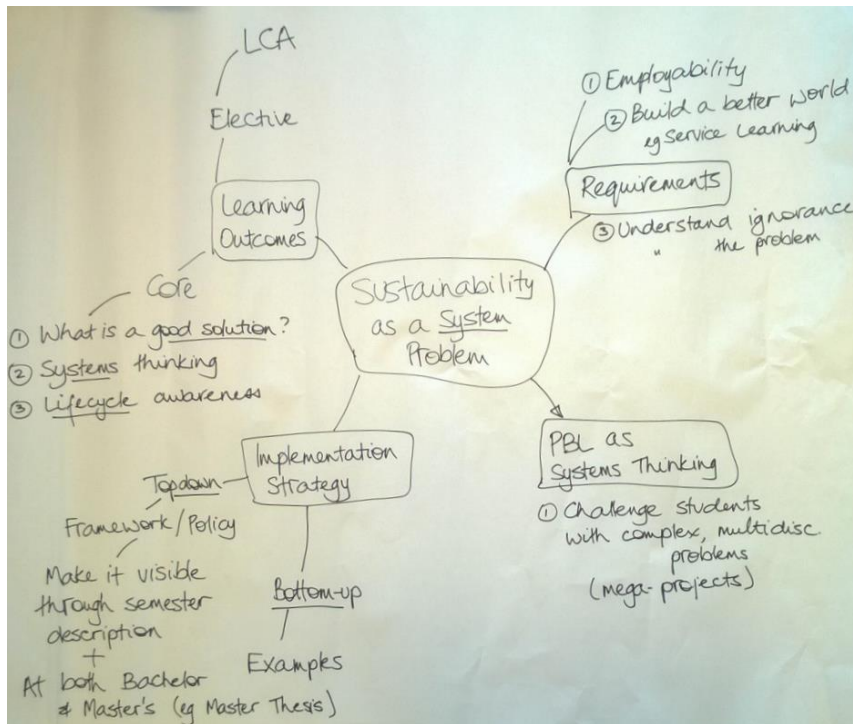 LCA
Elective
Learning
Outcomes
Core
① What is a good solution?
② Systems thinking
③ Lifecycle awareness
① Employability
② Build a better world
eg Service Learning
Requirements
③ Understand ignorance
" the problem
Sustainability
as a System
Problem
Implementation
Strategy
Topdown
Framework/Policy
Make it visible
through semester
description
+
At both Bachelor
& Master's (eg Master Thesis)
Bottom-up
Examples
PBL as
Systems Thinking
① Challenge students
with complex, multidisc.
problems
(mega-projects)